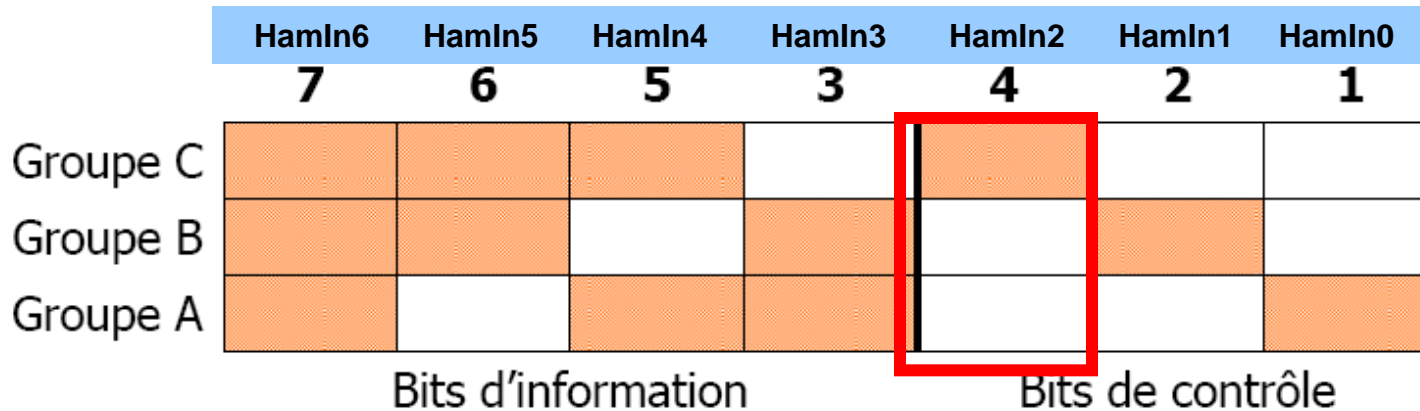 HamIn6 HamIn5 HamIn4 HamIn3 HamIn2 HamIn1 HamIn0
7 6 5 3 4 2 1
Groupe C
Groupe B
Groupe A
Bits d’information Bits de contrôle